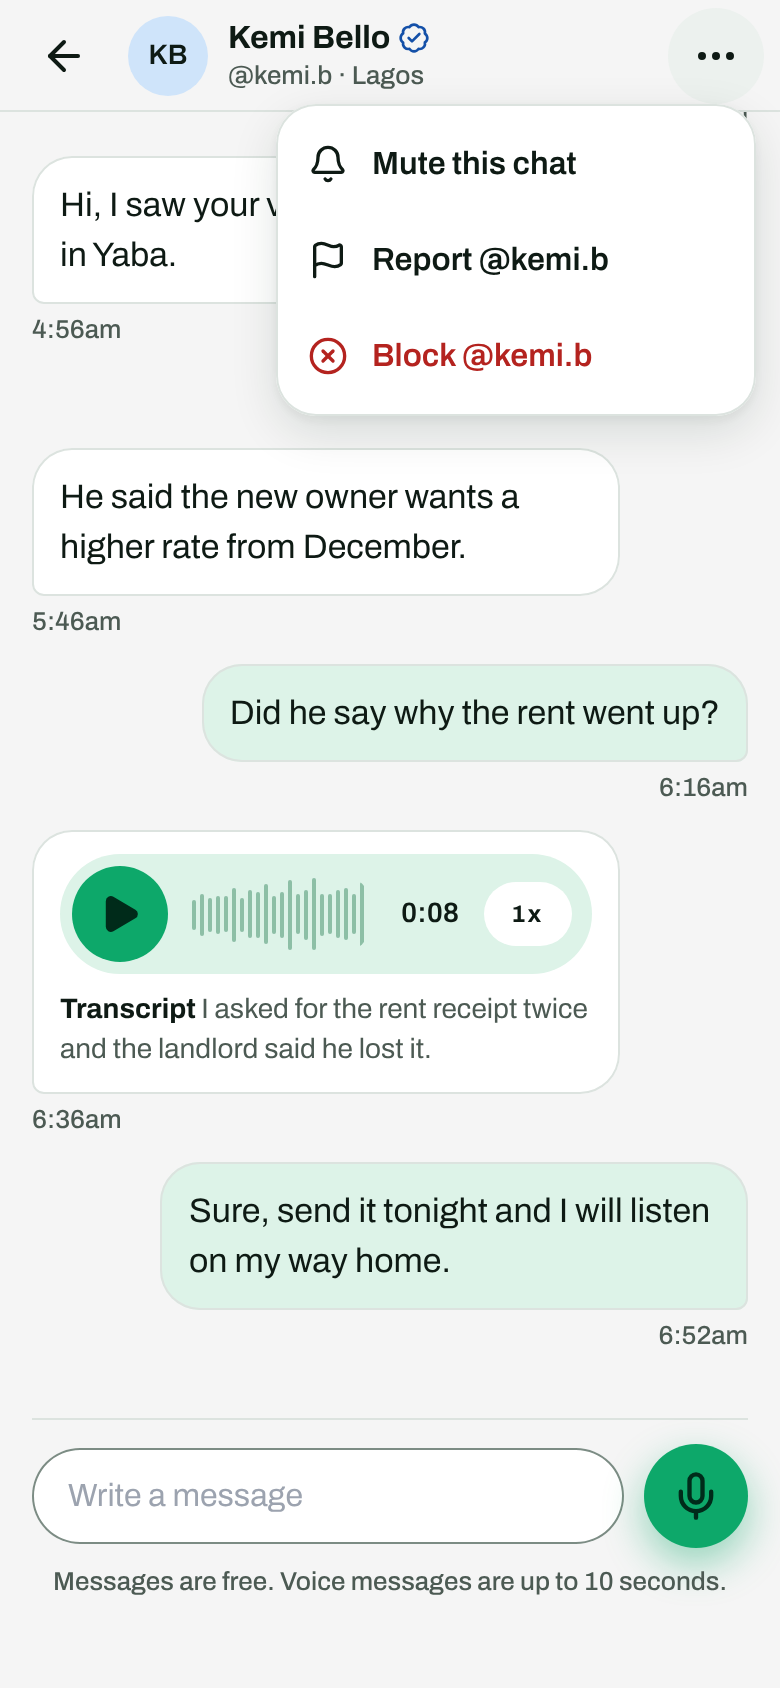 KB
Kemi Bello
@kemi.b · Lagos
Mute this chat
Report @kemi.b
Block @kemi.b
Hi, I saw your
in Yaba.
4:56am
He said the new owner wants a
higher rate from December.
5:46am
Did he say why the rent went up?
6:16am
0:08
1x
Transcript I asked for the rent receipt twice
and the landlord said he lost it.
6:36am
Sure, send it tonight and I will listen
on my way home.
6:52am
Write a message
Messages are free. Voice messages are up to 10 seconds.